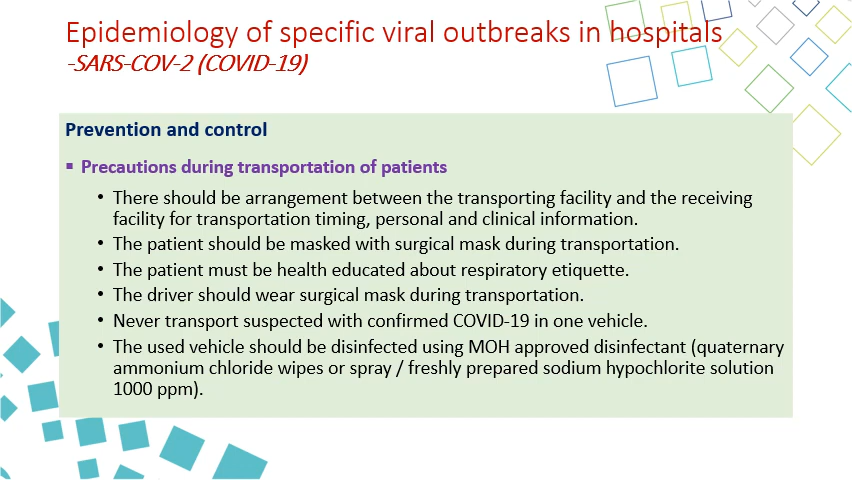 Epidemiology of specific viral outbreaks in hospitals
-SARS-COV-2 (COVID-19)
Prevention and control
▪ Precautions during transportation of patients
• There should be arrangement between the transporting facility and the receiving
facility for transportation timing, personal and clinical information.
• The patient should be masked with surgical mask during transportation.
• The patient must be health educated about respiratory etiquette.
• The driver should wear surgical mask during transportation.
• Never transport suspected with confirmed COVID-19 in one vehicle.
• The used vehicle should be disinfected using MOH approved disinfectant (quaternary
ammonium chloride wipes or spray / freshly prepared sodium hypochlorite solution
1000 ppm).